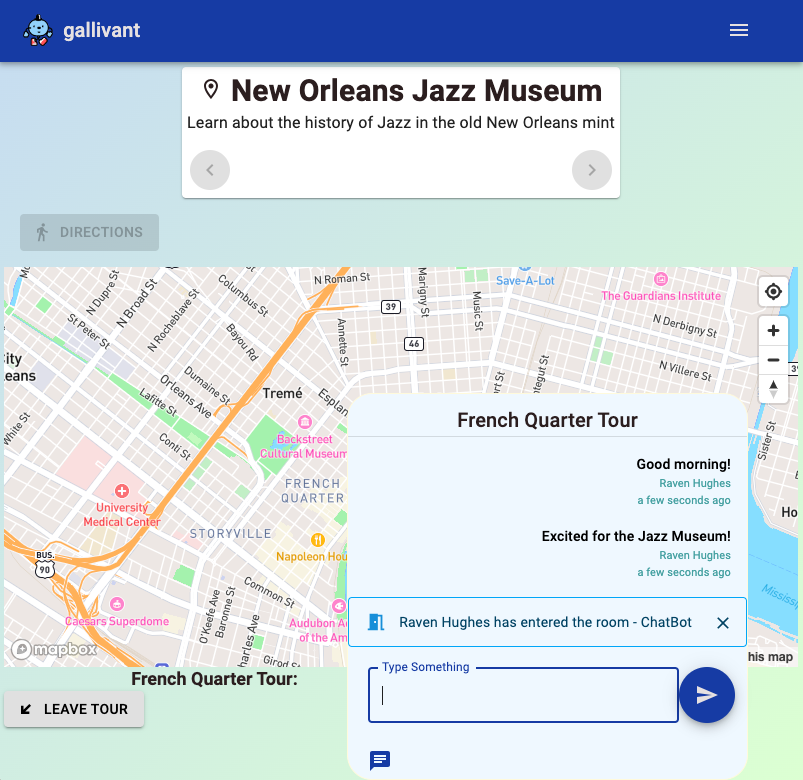 gallivant
New Orleans Jazz Museum
Learn about the history of Jazz in the old New Orleans mint
DIRECTIONS
N Roman St
Save-A-Lot
The Guardians Institute
N Dupre St
N Broad St
Columbus St
Marigny St
Music St
39
N Rochebl
ave St
N Derbigny St
St Peter St
Bayou Rd
Annette St
46
City
eans
Dumaine St
N Villere St
Lafitte St
Orleans Ave
Tremé
Esplan
White St
Conti St
Backstreet
Cultural Museum
Sister St
FRENCH
QUARTER
University
Medical Center
STORYVILLE
Napoleon Hou
BUS.
90
Common St
Caesars Superdome
O'Keefe Ave
Baronne St
Charles Ave
Audubon A
of the Am
Mississip
mapbox
his map
French Quarter Tour
Good morning!
Raven Hughes
a few seconds ago
Excited for the Jazz Museum!
Raven Hughes
a few seconds ago
Raven Hughes has entered the room - ChatBot
Type Something
French Quarter Tour:
LEAVE TOUR